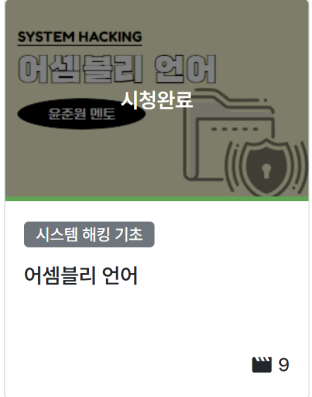 SYSTEM HACKING
어셈블리 언어
시청완료
윤준원 멘토
시스템 해킹 기초
어셈블리 언어
9